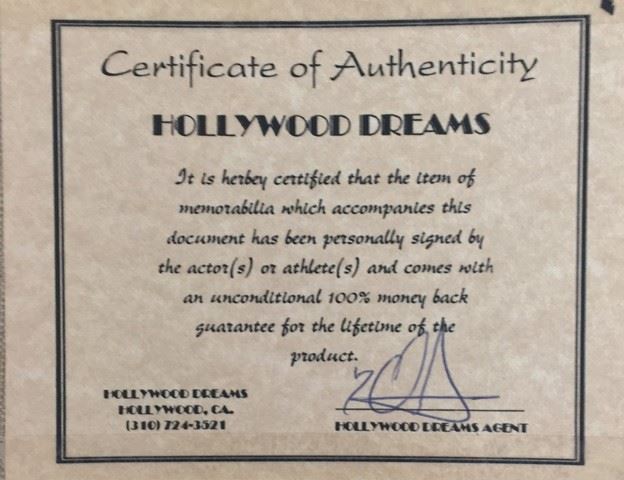 Certificate of Authenticity
HOLLYWOOD DREAMS
It is herbey certified that the item of
memorabilia which accompanies this
document has been personally signed by
the actor(s) or athlete(s) and comes with
an unconditional 100% money back
guarantee for the lifetime of the
product.
HOLLYWOOD DREAMS
HOLLYWOOD, CA.
(310) 724-3521
HOLLYWOOD DREAMS AGENT